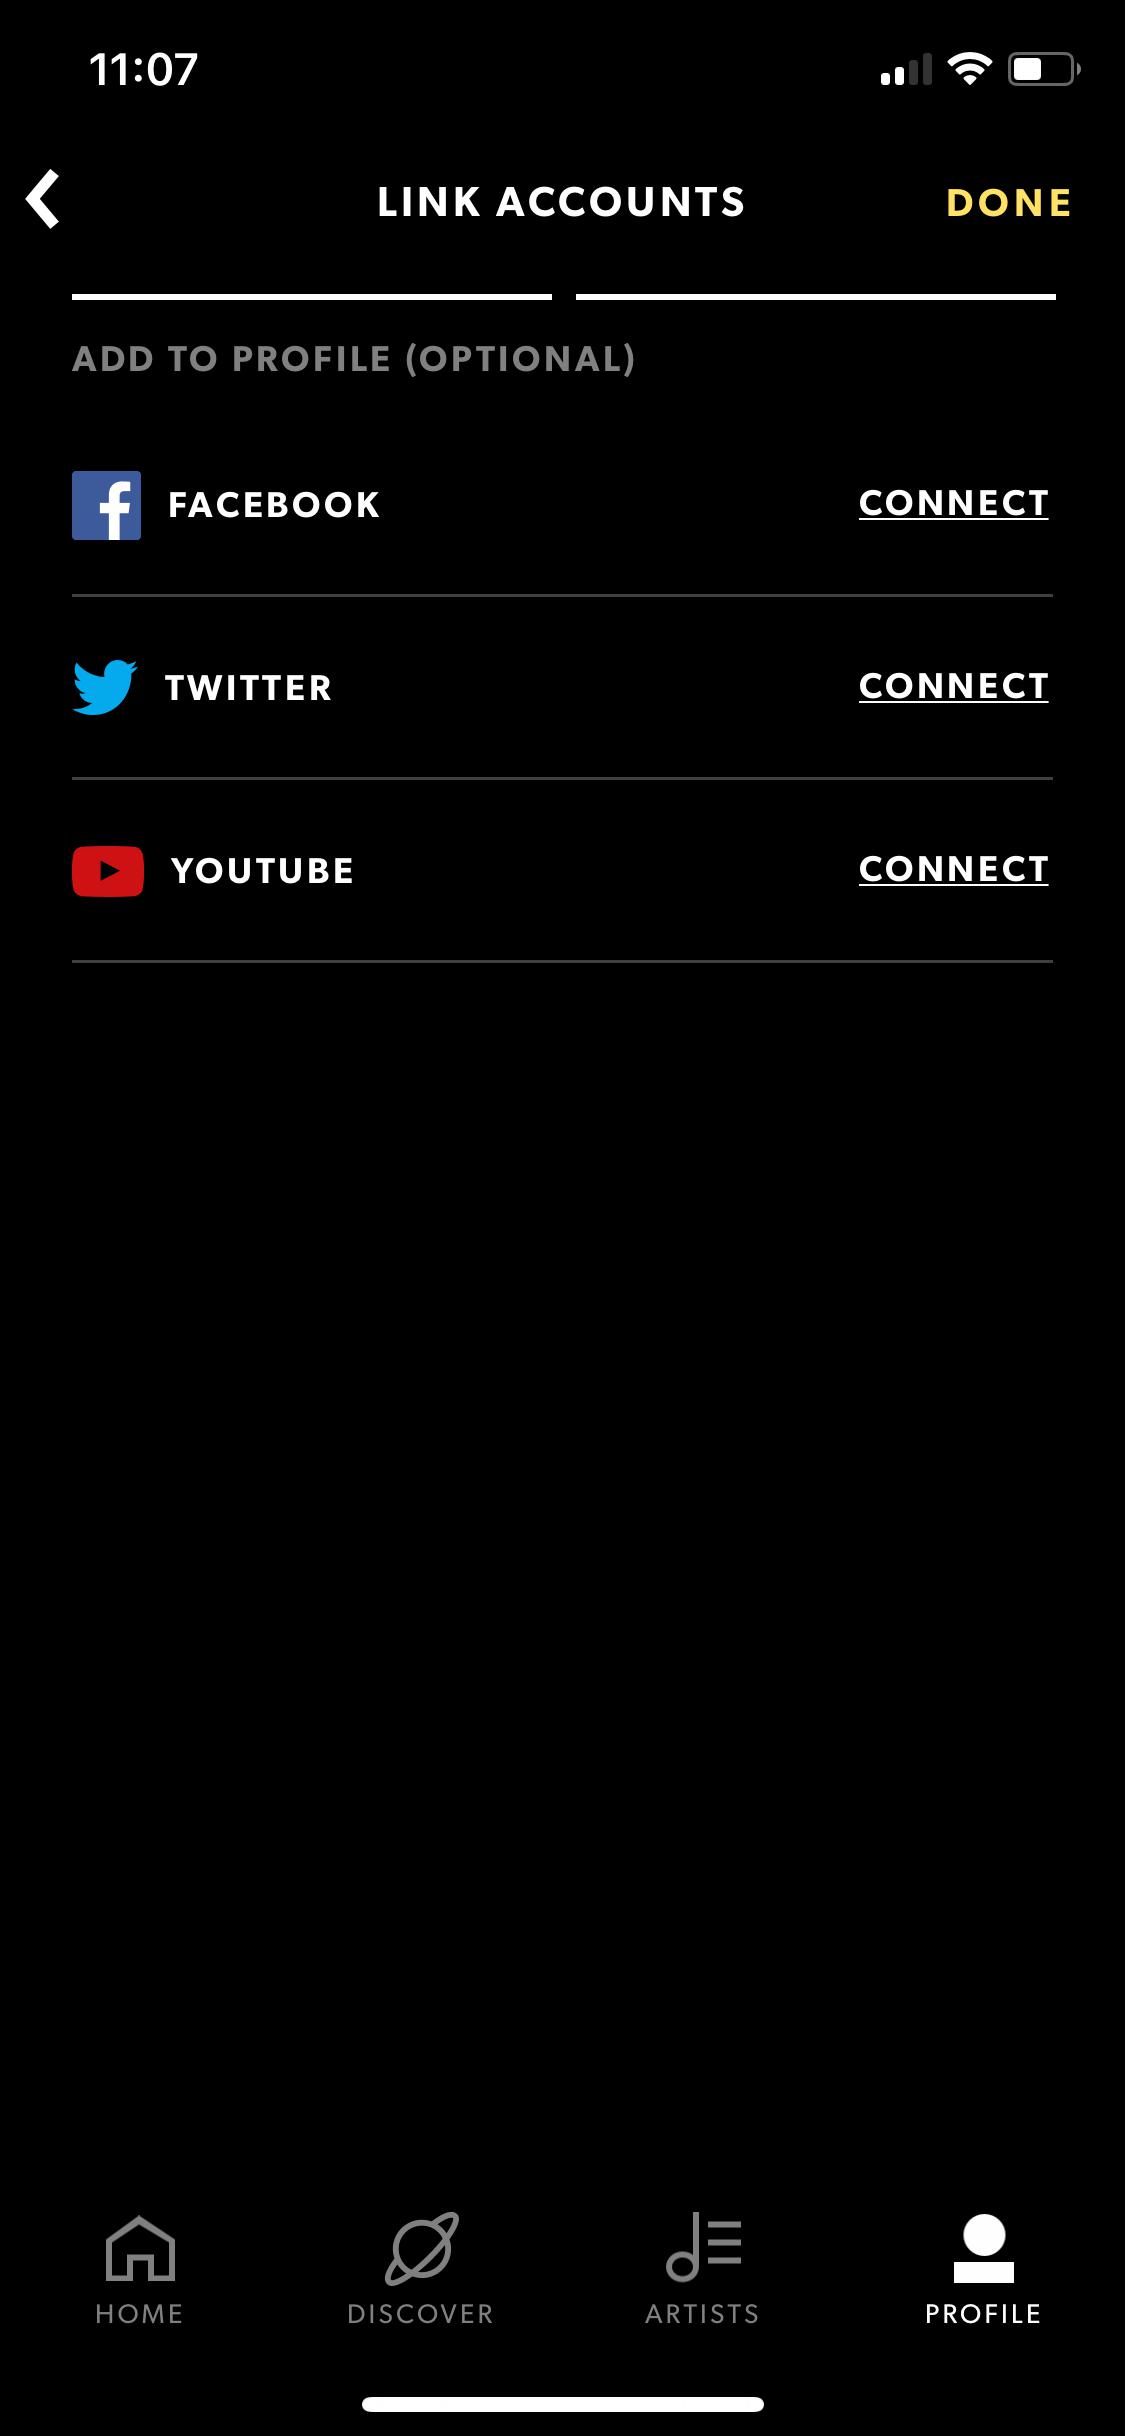 11:07
LINK ACCOUNTS
DONE
ADD TO PROFILE (OPTIONAL)
FACEBOOK
CONNECT
TWITTER
CONNECT
YOUTUBE
CONNECT
HOME
DISCOVER
ARTISTS
PROFILE